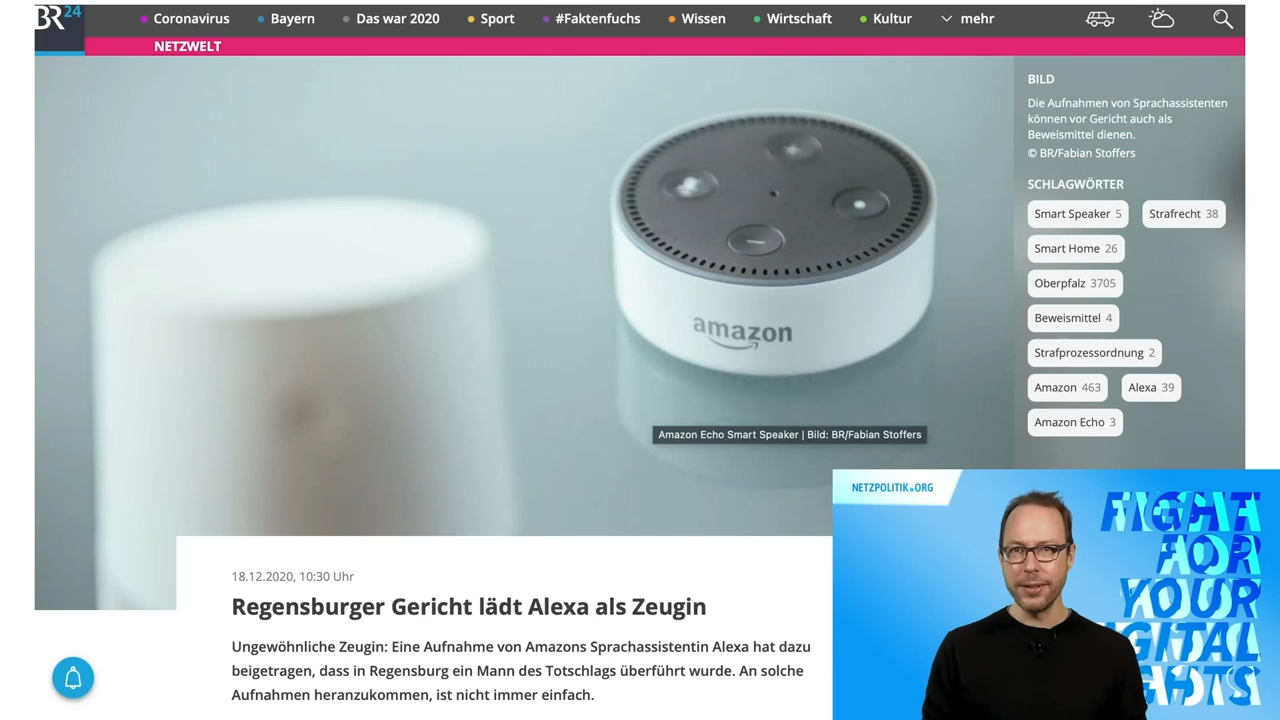 BR24
Coronavirus
Bayern
Das war 2020
Sport
#Faktenfuchs
Wissen
Wirtschaft
Kultur
mehr
NETZWELT
BILD
Die Aufnahmen von Sprachassistenten
können vor Gericht auch als
Beweismittel dienen.
© BR/Fabian Stoffers
SCHLAGWÖRTER
Smart Speaker 5
Strafrecht 38
Smart Home 26
Oberpfalz 3705
Beweismittel 4
Strafprozessordnung 2
Amazon 463
Alexa 39
Amazon Echo 3
amazon
Amazon Echo Smart Speaker | Bild: BR/Fabian Stoffers
18.12.2020, 10:30 Uhr
Regensburger Gericht lädt Alexa als Zeugin
Ungewöhnliche Zeugin: Eine Aufnahme von Amazons Sprachassistentin Alexa hat dazu
beigetragen, dass in Regensburg ein Mann des Totschlags überführt wurde. An solche
Aufnahmen heranzukommen, ist nicht immer einfach.
NETZPOLITIK.ORG
FIGHT
FOR
YOUR
IGITAL